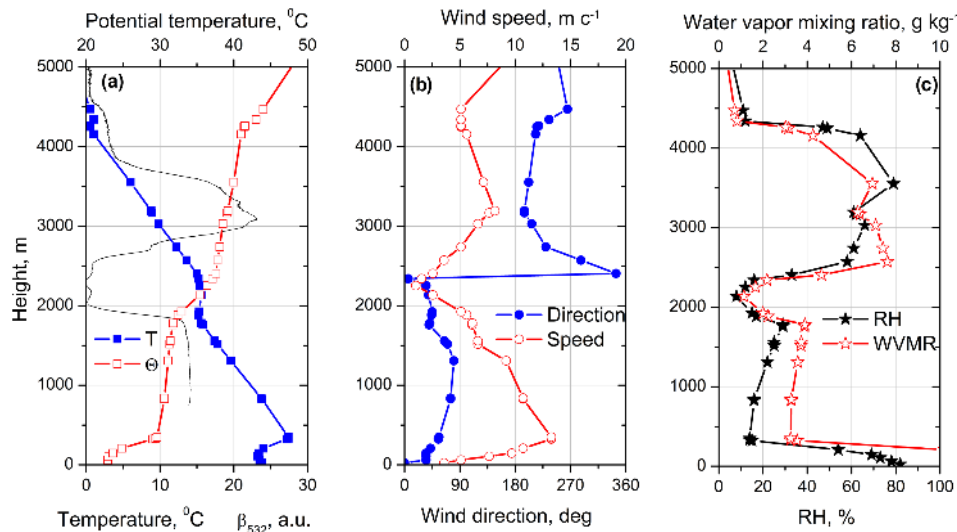 Potential temperature, ⁰C
Wind speed, m c⁻¹
Water vapor mixing ratio, g kg⁻¹
20 30 40 50
0 5 10 15 19
0 2 4 6 8 10
5000 (a)
5000 (b)
5000 (c)
4000
4000
4000
3000
3000
3000
2000
2000
2000
1000
1000
1000
0
0
0
Height, m
T
Θ
Direction
Speed
RH
WVMR
0 10 20 30
0 90 180 270 360
0 20 40 60 80 100
Temperature, ⁰C β₅₃₂, a.u.
Wind direction, deg
RH, %